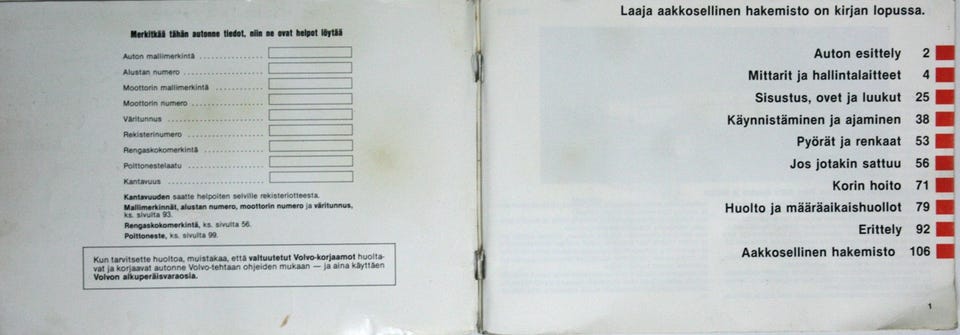 Merkitkää tähän autonne tiedot, niin ne ovat helpot löytää
Auton mallimerkintä
Alustan numero
Moottorin mallimerkintä
Moottorin numero
Väritunnus
Rekisterinumero
Rengaskokomerkintä
Polttonestelaatu
Kantavuus
Kantavuuden saatte helpoiten selville rekisteriotteesta.
Mallimerkinnät, alustan numero, moottorin numero ja väritunnus,
ks. sivulta 93.
Rengaskokomerkintä, ks. sivulta 56.
Polttoneste, ks. sivulta 99.
Kun tarvitsette huoltoa, muistakaa, että valtuutetut Volvo-korjaamot huolta-
vat ja korjaavat autonne Volvo-tehtaan ohjeiden mukaan — ja aina käyttäen
Volvon alkuperäisvaraosia.
Laaja aakkosellinen hakemisto on kirjan lopussa.
Auton esittely 2
Mittarit ja hallintalaitteet 4
Sisustus, ovet ja luukut 25
Käynnistäminen ja ajaminen 38
Pyörät ja renkaat 53
Jos jotakin sattuu 56
Korin hoito 71
Huolto ja määräaikaishuollot 79
Erittely 92
Aakkosellinen hakemisto 106
1